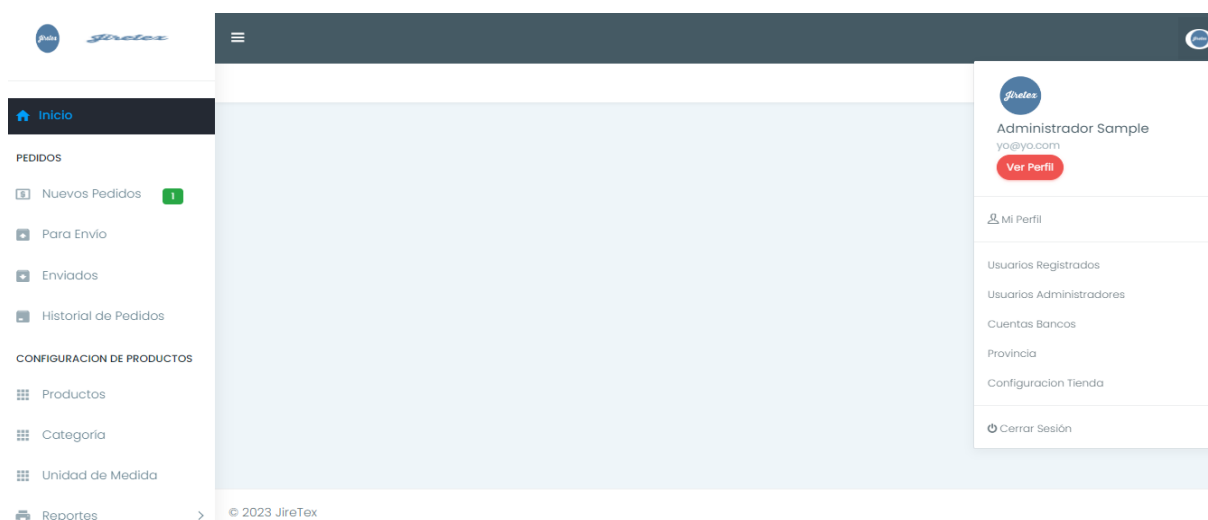 Jiretex
Jiretex
Inicio
PEDIDOS
Nuevos Pedidos 1
Para Envio
Enviados
Historial de Pedidos
CONFIGURACION DE PRODUCTOS
Productos
Categoria
Unidad de Medida
Reportes
Jiretex
Administrador Sample
yo@yo.com
Ver Perfil
Mi Perfil
Usuarios Registrados
Usuarios Administradores
Cuentas Bancos
Provincia
Configuracion Tienda
Cerrar Sesión
© 2023 JireTex